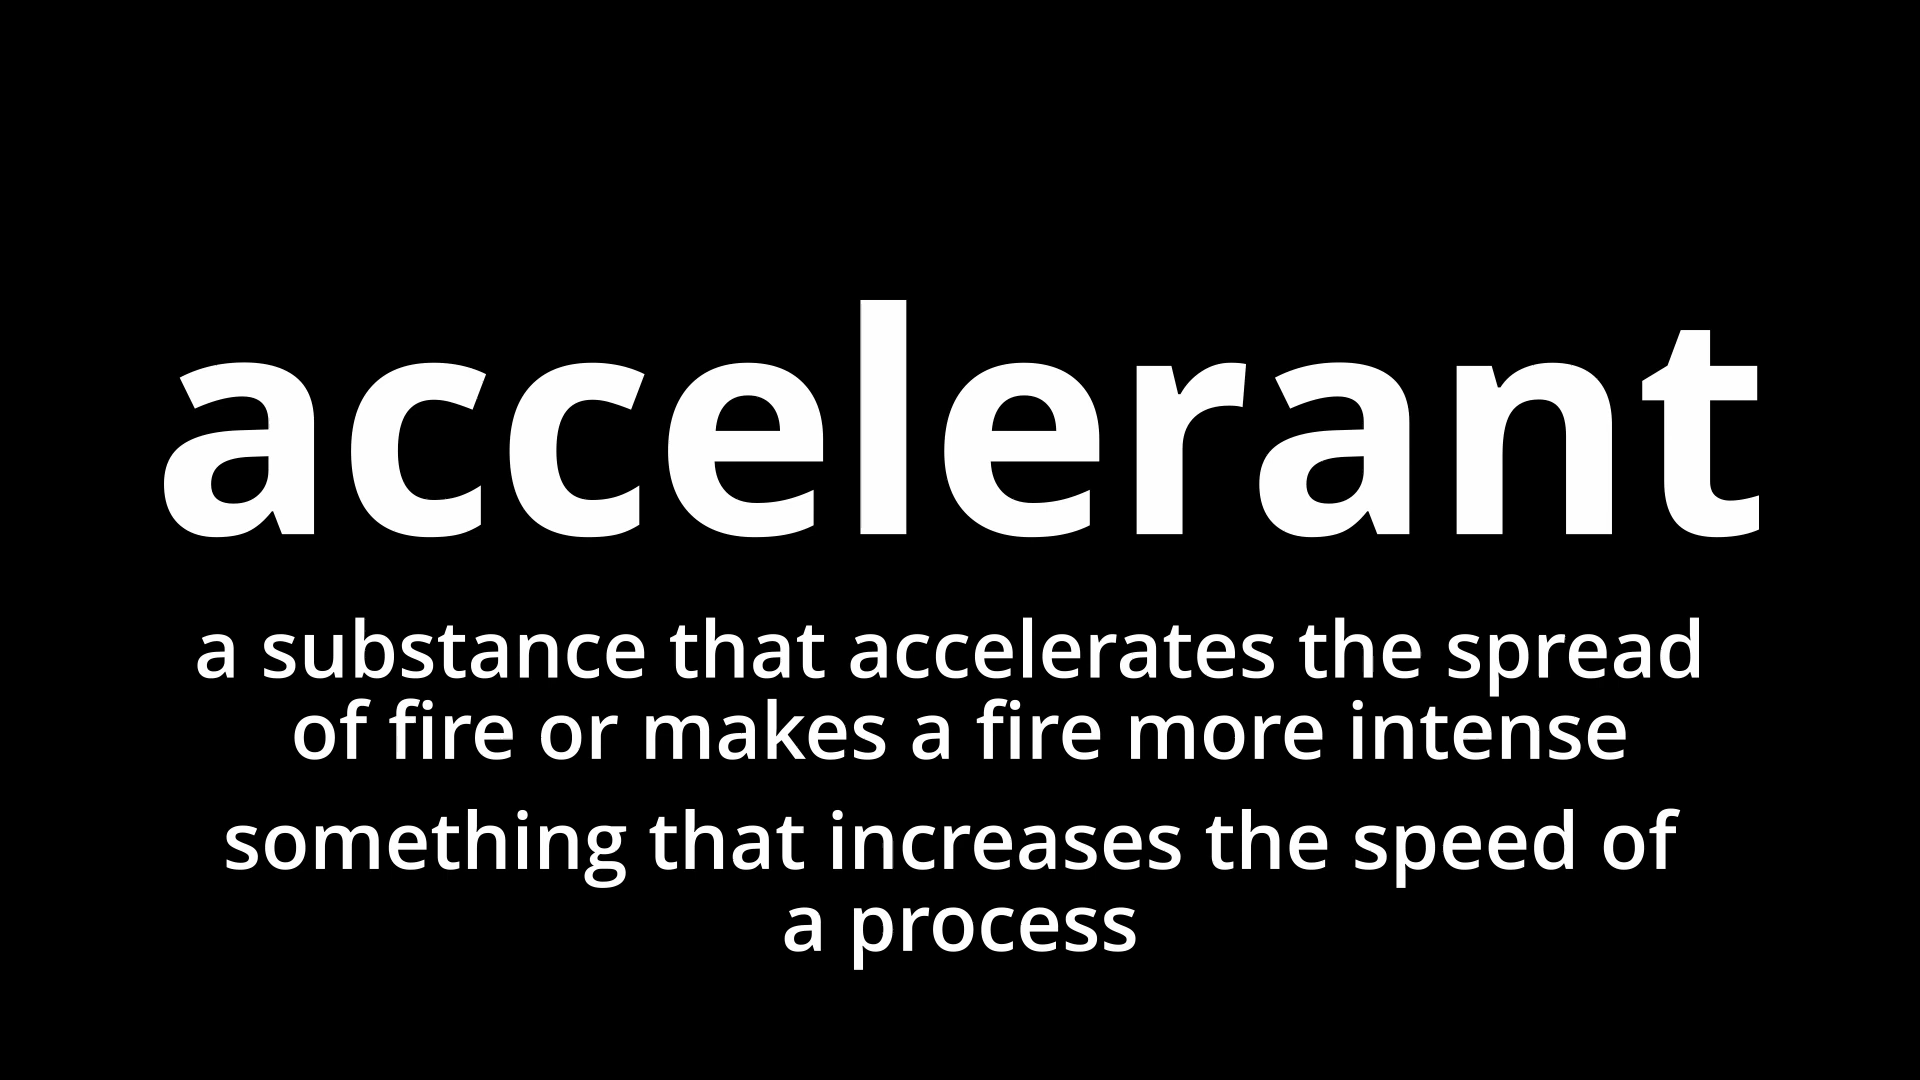 accelerant
a substance that accelerates the spread
of fire or makes a fire more intense
something that increases the speed of
a process